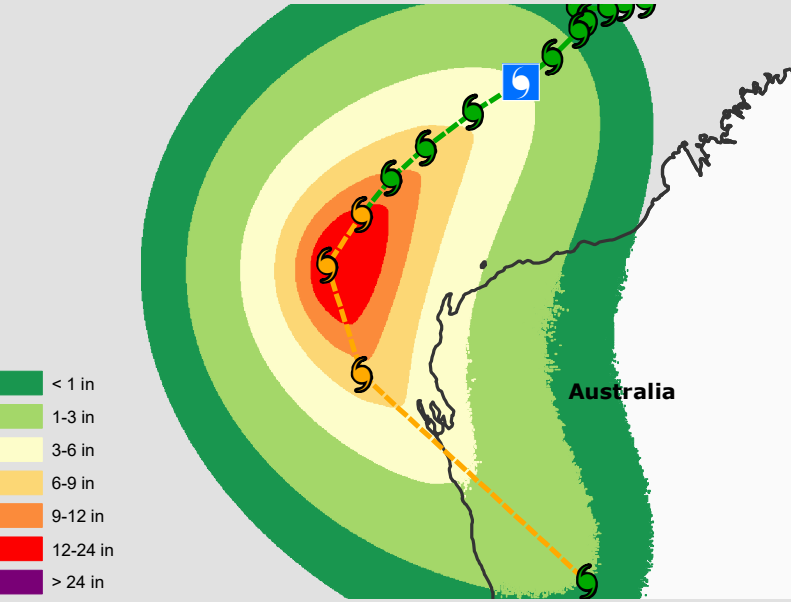 Australia
< 1 in
1-3 in
3-6 in
6-9 in
9-12 in
12-24 in
> 24 in